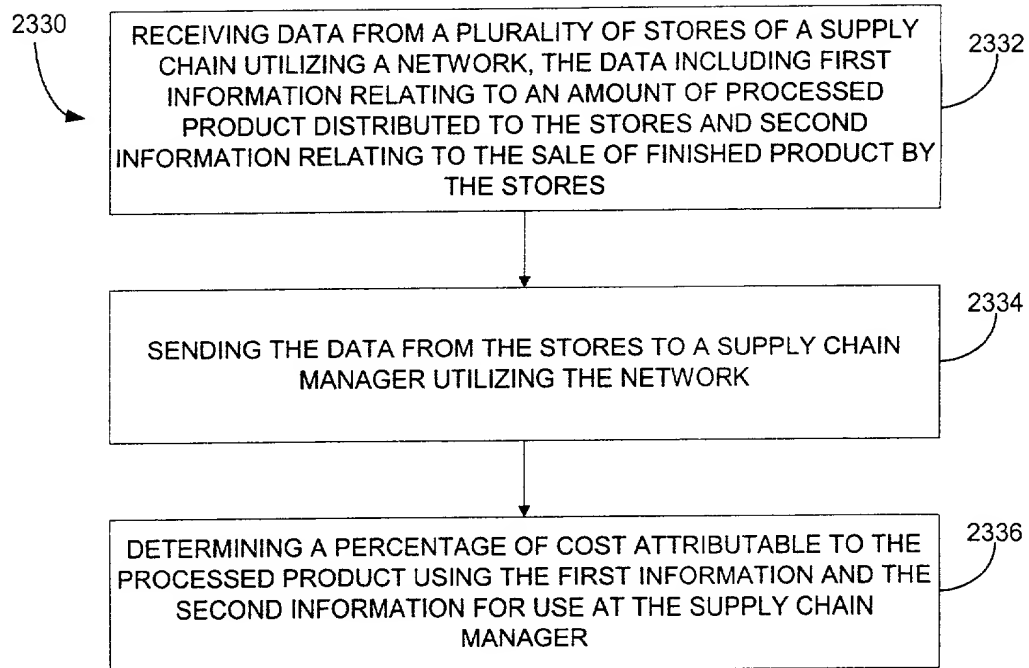 2330
RECEIVING DATA FROM A PLURALITY OF STORES OF A SUPPLY
CHAIN UTILIZING A NETWORK, THE DATA INCLUDING FIRST
INFORMATION RELATING TO AN AMOUNT OF PROCESSED
PRODUCT DISTRIBUTED TO THE STORES AND SECOND
INFORMATION RELATING TO THE SALE OF FINISHED PRODUCT BY
THE STORES
2332
SENDING THE DATA FROM THE STORES TO A SUPPLY CHAIN
MANAGER UTILIZING THE NETWORK
2334
DETERMINING A PERCENTAGE OF COST ATTRIBUTABLE TO THE
PROCESSED PRODUCT USING THE FIRST INFORMATION AND THE
SECOND INFORMATION FOR USE AT THE SUPPLY CHAIN
MANAGER
2336